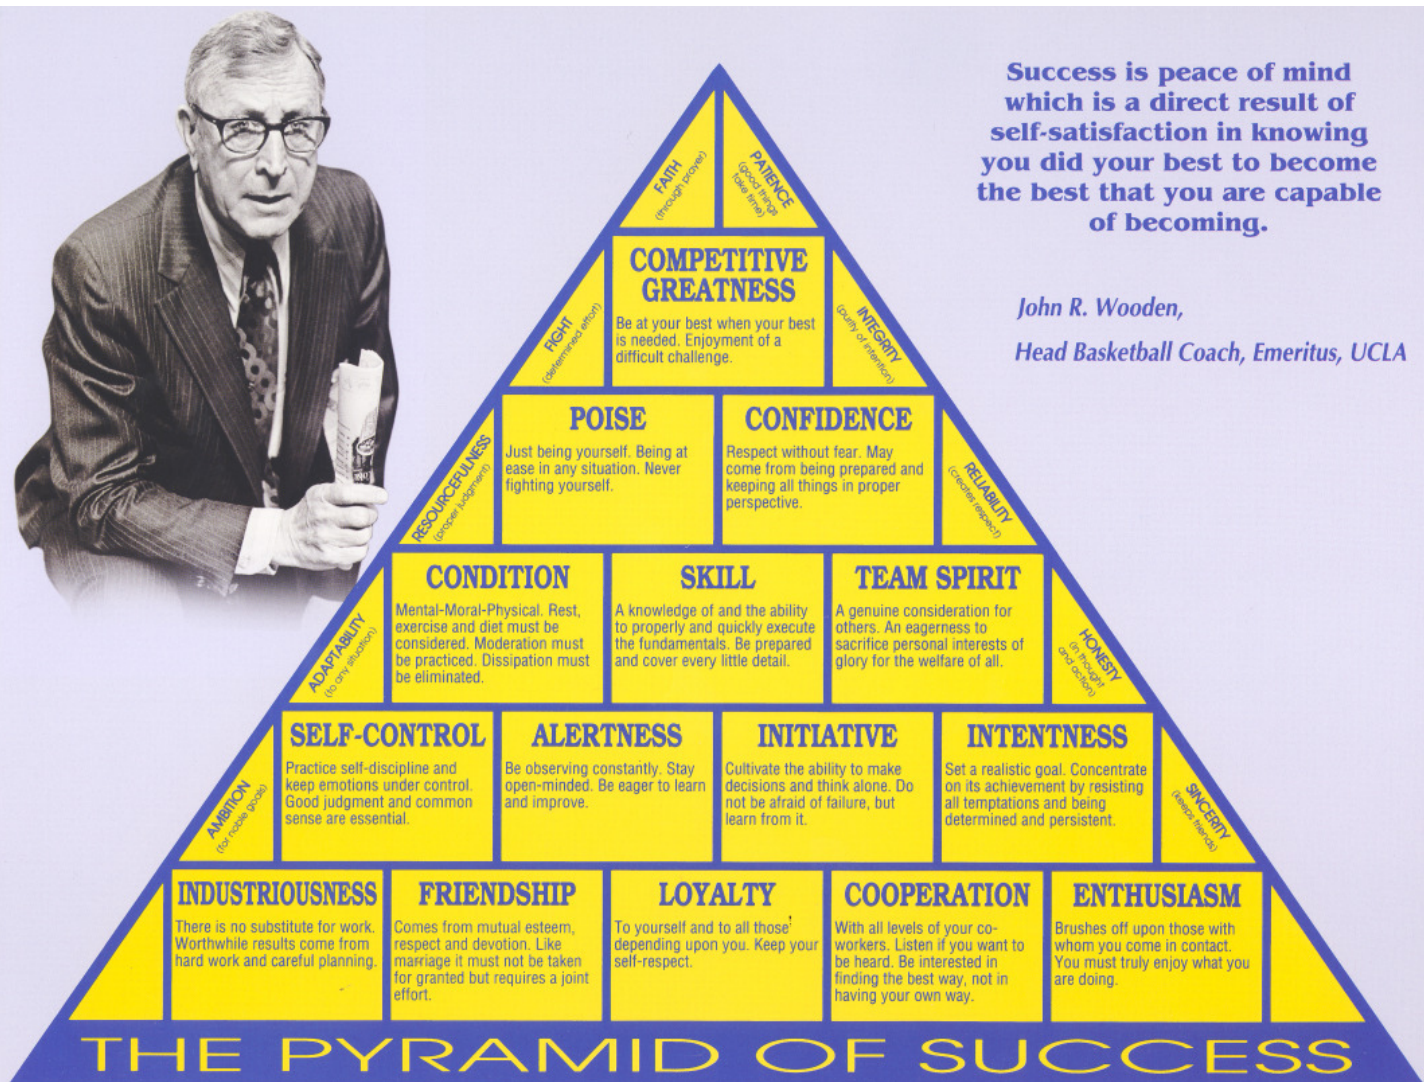 Success is peace of mind
which is a direct result of
self-satisfaction in knowing
you did your best to become
the best that you are capable
of becoming.
John R. Wooden,
Head Basketball Coach, Emeritus, UCLA
FAITH
(through prayer)
PATIENCE
(good things
take time)
COMPETITIVE
GREATNESS
Be at your best when your best
is needed. Enjoyment of a
difficult challenge.
FIGHT
(determined effort)
INTEGRITY
(purity of intention)
POISE
Just being yourself. Being at
ease in any situation. Never
fighting yourself.
CONFIDENCE
Respect without fear. May
come from being prepared and
keeping all things in proper
perspective.
RESOURCEFULNESS
(proper judgment)
RELIABILITY
(creates respect)
CONDITION
Mental-Moral-Physical. Rest,
exercise and diet must be
considered. Moderation must
be practiced. Dissipation must
be eliminated.
SKILL
A knowledge of and the ability
to properly and quickly execute
the fundamentals. Be prepared
and cover every little detail.
TEAM SPIRIT
A genuine consideration for
others. An eagerness to
sacrifice personal interests of
glory for the welfare of all.
ADAPTABILITY
(to any situation)
HONESTY
(in thought
and action)
SELF-CONTROL
Practice self-discipline and
keep emotions under control.
Good judgment and common
sense are essential.
ALERTNESS
Be observing constantly. Stay
open-minded. Be eager to learn
and improve.
INITIATIVE
Cultivate the ability to make
decisions and think alone. Do
not be afraid of failure, but
learn from it.
INTENTNESS
Set a realistic goal. Concentrate
on its achievement by resisting
all temptations and being
determined and persistent.
AMBITION
(for noble goals)
SINCERITY
(keeps friends)
INDUSTRIOUSNESS
There is no substitute for work.
Worthwhile results come from
hard work and careful planning.
FRIENDSHIP
Comes from mutual esteem,
respect and devotion. Like
marriage it must not be taken
for granted but requires a joint
effort.
LOYALTY
To yourself and to all those
depending upon you. Keep your
self-respect.
COOPERATION
With all levels of your co-
workers. Listen if you want to
be heard. Be interested in
finding the best way, not in
having your own way.
ENTHUSIASM
Brushes off upon those with
whom you come in contact.
You must truly enjoy what you
are doing.
THE PYRAMID OF SUCCESS